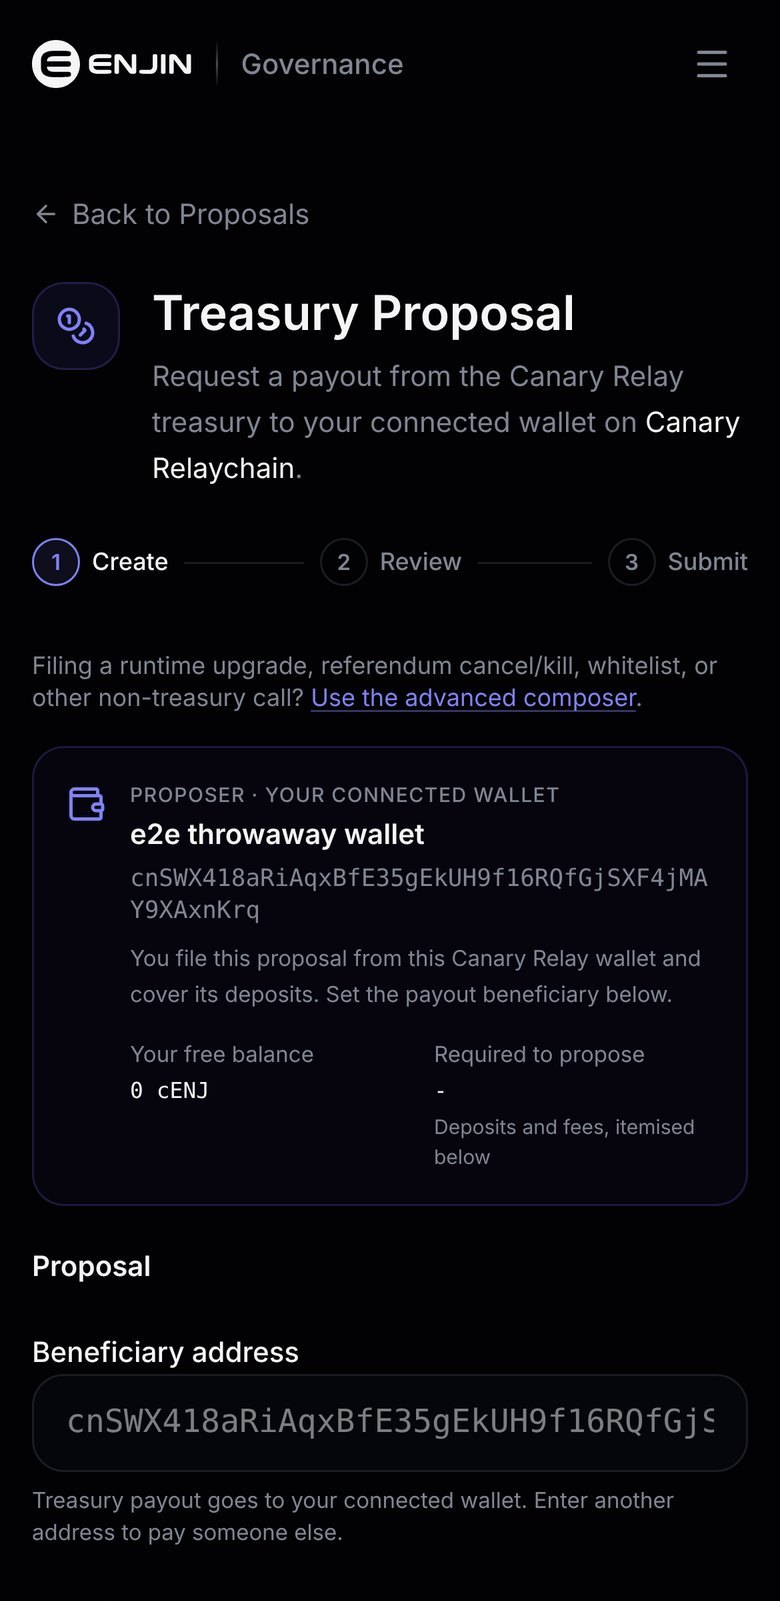 ENJIN Governance
Back to Proposals
Treasury Proposal
Request a payout from the Canary Relay
treasury to your connected wallet on Canary
Relaychain.
1 Create 2 Review 3 Submit
Filing a runtime upgrade, referendum cancel/kill, whitelist, or
other non-treasury call? Use the advanced composer.
PROPOSER · YOUR CONNECTED WALLET
e2e throwaway wallet
cnSWX418aRiAqxBfE35gEkUH9f16RQfGjSXF4jMA
Y9XAxnKrq
You file this proposal from this Canary Relay wallet and
cover its deposits. Set the payout beneficiary below.
Your free balance Required to propose
0 cENJ -
Deposits and fees, itemised
below
Proposal
Beneficiary address
cnSWX418aRiAqxBfE35gEkUH9f16RQfGjS
Treasury payout goes to your connected wallet. Enter another
address to pay someone else.